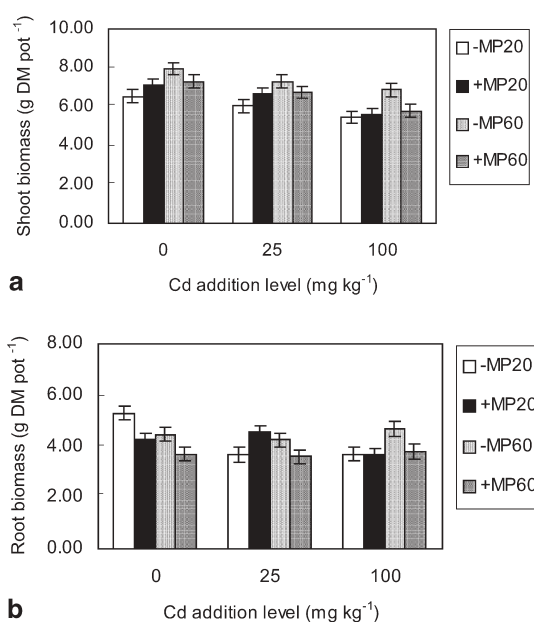 10.00
8.00
6.00
4.00
2.00
0.00
Shoot biomass (g DM pot -1)
0 25 100
Cd addition level (mg kg-1)
-MP20
+MP20
-MP60
+MP60
a
8.00
6.00
4.00
2.00
0.00
Root biomass (g DM pot -1)
0 25 100
Cd addition level (mg kg-1)
-MP20
+MP20
-MP60
+MP60
b